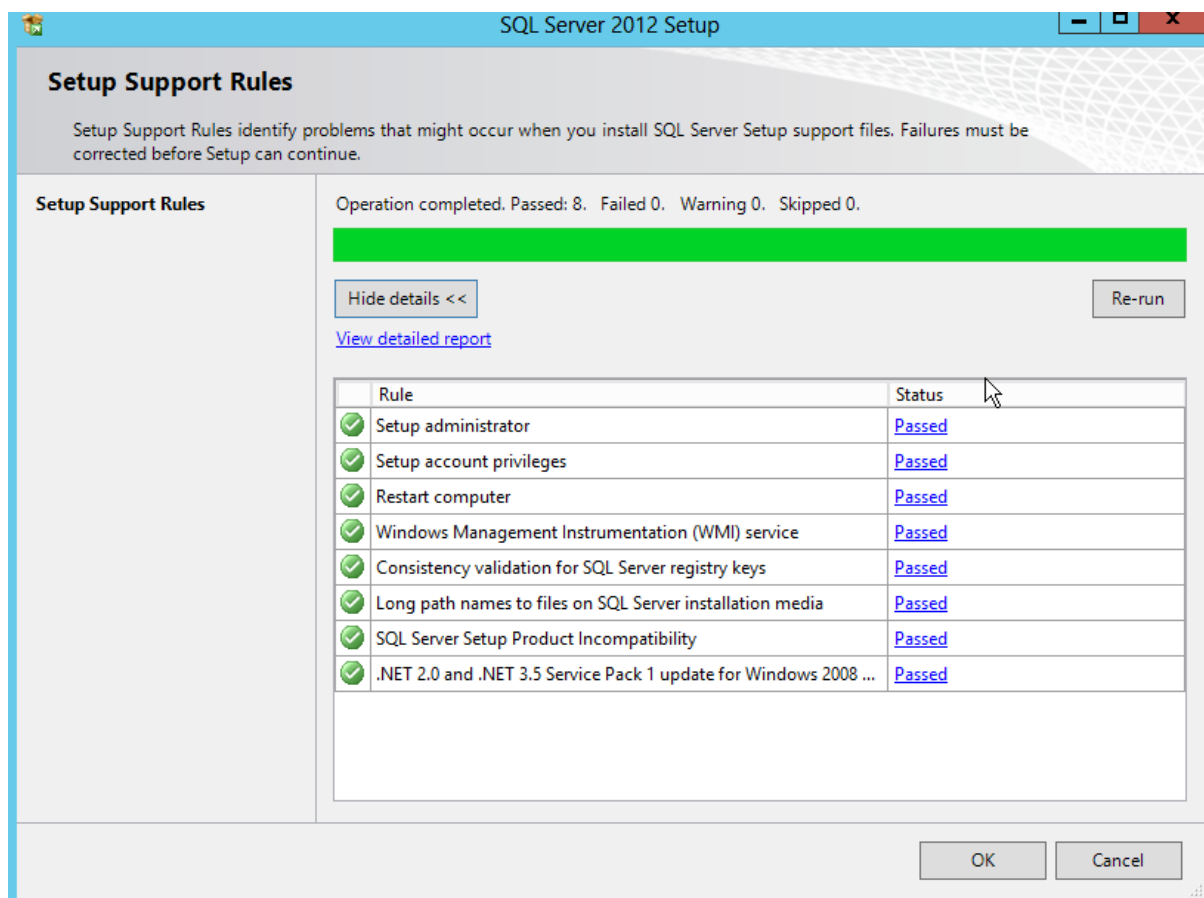 SQL Server 2012 Setup
Setup Support Rules
Setup Support Rules identify problems that might occur when you install SQL Server Setup support files. Failures must be
corrected before Setup can continue.
Setup Support Rules
Operation completed. Passed: 8. Failed 0. Warning 0. Skipped 0.
Hide details <<
Re-run
View detailed report
Rule Status
Setup administrator Passed
Setup account privileges Passed
Restart computer Passed
Windows Management Instrumentation (WMI) service Passed
Consistency validation for SQL Server registry keys Passed
Long path names to files on SQL Server installation media Passed
SQL Server Setup Product Incompatibility Passed
.NET 2.0 and .NET 3.5 Service Pack 1 update for Windows 2008 ... Passed
OK Cancel